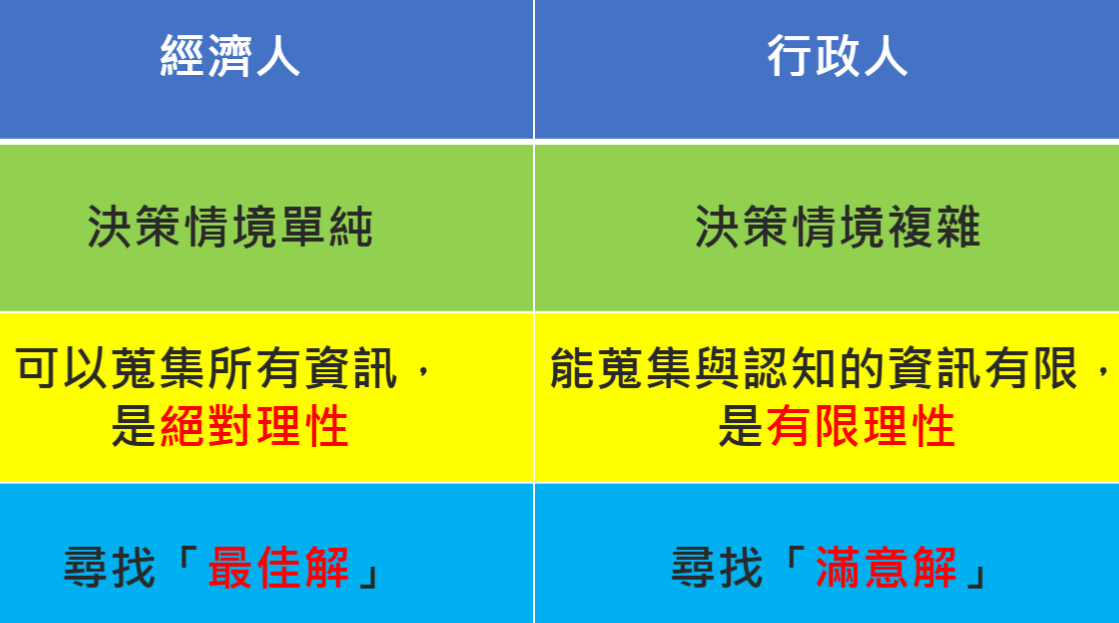 經濟人
行政人
決策情境單純
決策情境複雜
可以蒐集所有資訊，
是絕對理性
能蒐集與認知的資訊有限，
是有限理性
尋找「最佳解」
尋找「滿意解」